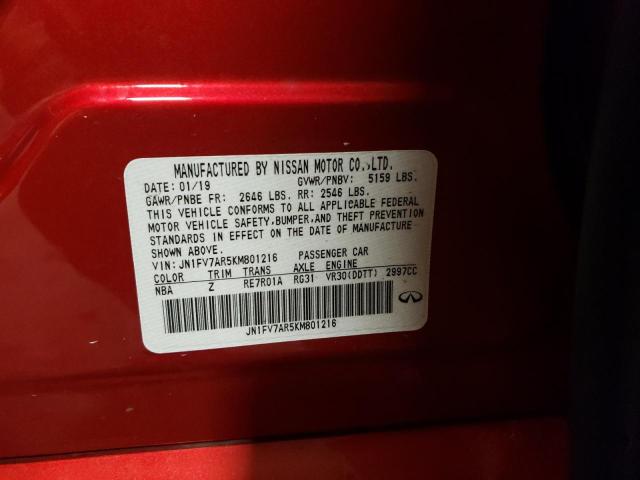 MANUFACTURED BY NISSAN MOTOR CO.,LTD.
DATE: 01/19 GVWR/PNBV: 5159 LBS.
GAWR/PNBE FR: 2646 LBS. RR: 2546 LBS.
THIS VEHICLE CONFORMS TO ALL APPLICABLE FEDERAL
MOTOR VEHICLE SAFETY,BUMPER,AND THEFT PREVENTION
STANDARDS IN EFFECT ON THE DATE OF MANUFACTURE
SHOWN ABOVE.
VIN: JN1FV7AR5KM801216 PASSENGER CAR
COLOR TRIM TRANS AXLE ENGINE
NBA Z RE7R01A RG31 VR30(DDTT) 2997CC
JN1FV7AR5KM801216